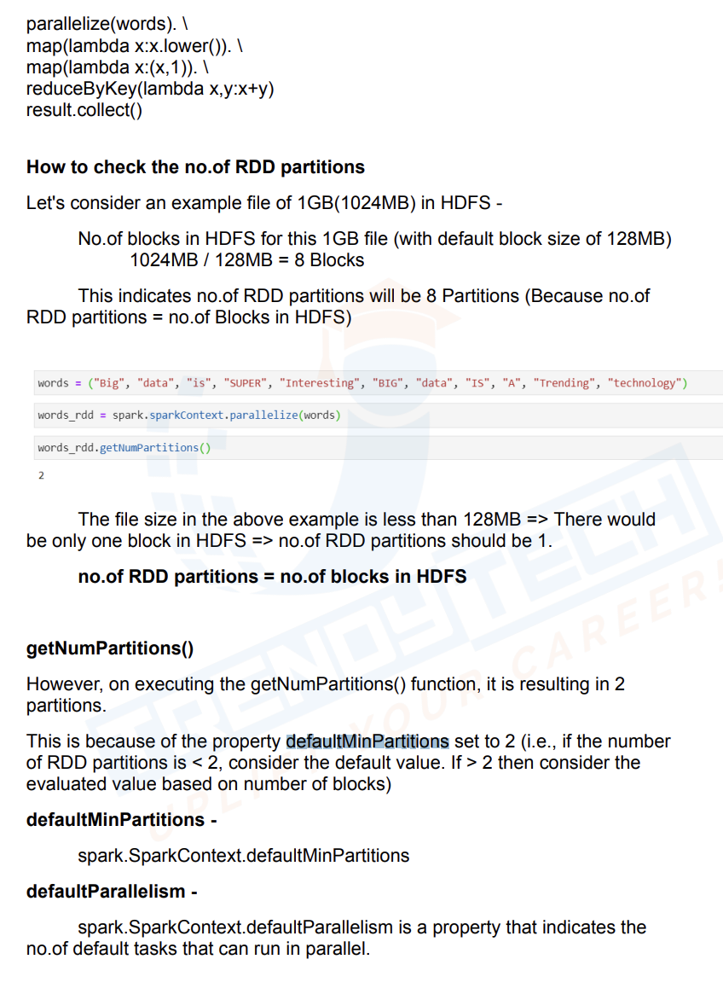 parallelize(words). \
map(lambda x:x.lower()). \
map(lambda x:(x,1)). \
reduceByKey(lambda x,y:x+y)
result.collect()
How to check the no.of RDD partitions
Let's consider an example file of 1GB(1024MB) in HDFS -
No.of blocks in HDFS for this 1GB file (with default block size of 128MB)
1024MB / 128MB = 8 Blocks
This indicates no.of RDD partitions will be 8 Partitions (Because no.of
RDD partitions = no.of Blocks in HDFS)
words = ("Big", "data", "is", "SUPER", "Interesting", "BIG", "data", "IS", "A", "Trending", "technology")
words_rdd = spark.sparkContext.parallelize(words)
words_rdd.getNumPartitions()
2
The file size in the above example is less than 128MB => There would
be only one block in HDFS => no.of RDD partitions should be 1.
no.of RDD partitions = no.of blocks in HDFS
getNumPartitions()
However, on executing the getNumPartitions() function, it is resulting in 2
partitions.
This is because of the property defaultMinPartitions set to 2 (i.e., if the number
of RDD partitions is < 2, consider the default value. If > 2 then consider the
evaluated value based on number of blocks)
defaultMinPartitions -
spark.SparkContext.defaultMinPartitions
defaultParallelism -
spark.SparkContext.defaultParallelism is a property that indicates the
no.of default tasks that can run in parallel.
TRENDYTECH
UPLIFT YOUR CAREER!